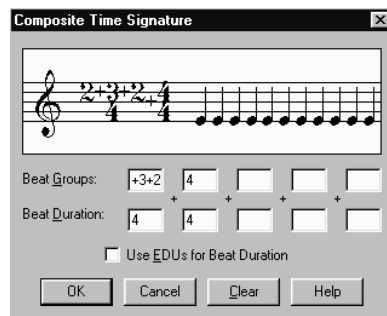 Composite Time Signature
2+3+2+4
4 4
Beat Groups: +3+2 + 4 + + +
Beat Duration: 4 4
Use EDUs for Beat Duration
OK Cancel Clear Help